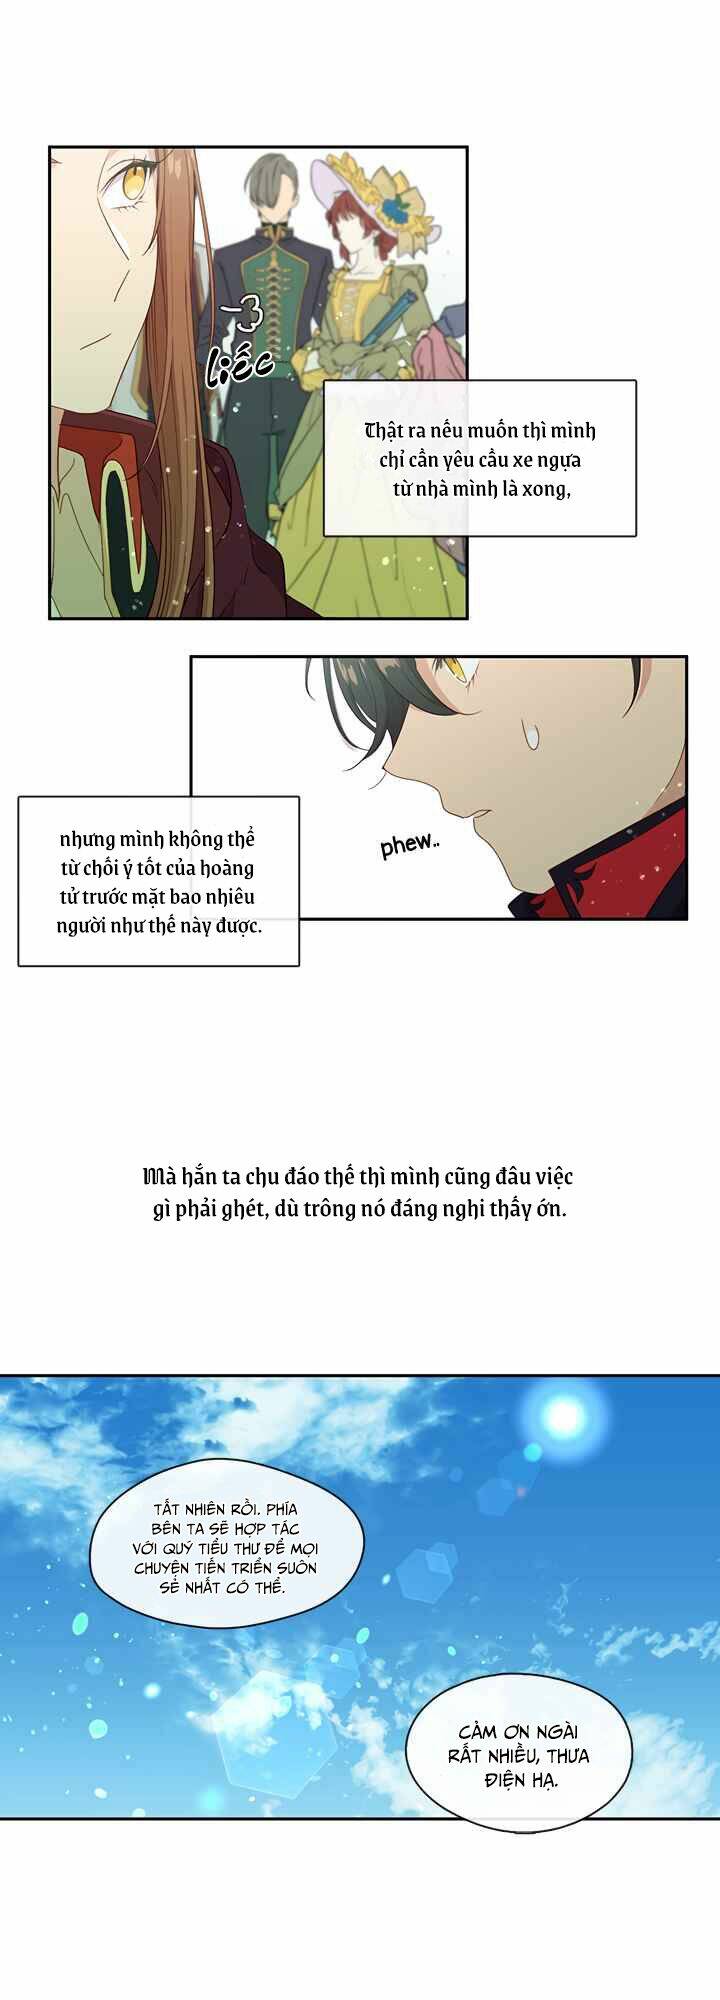 liếc
Thật ra nếu muốn thì mình
chỉ cần yêu cầu xe ngựa
từ nhà mình là xong,
phew..
nhưng mình không thể
từ chối ý tốt của hoàng
tử trước mặt bao nhiêu
người như thế này được.
Mà hắn ta chu đáo thế thì mình cũng đâu việc
gì phải ghét, dù trông nó đáng nghi thấy ớn.
TẤT NHIÊN RỒI. PHÍA
BÊN TA SẼ HỢP TÁC
VỚI QUÝ TIỂU THƯ ĐỂ MỌI
CHUYỆN TIẾN TRIỂN SUÔN
SẺ NHẤT CÓ THỂ.
CẢM ƠN NGÀI
RẤT NHIỀU, THƯA
ĐIỆN HẠ.